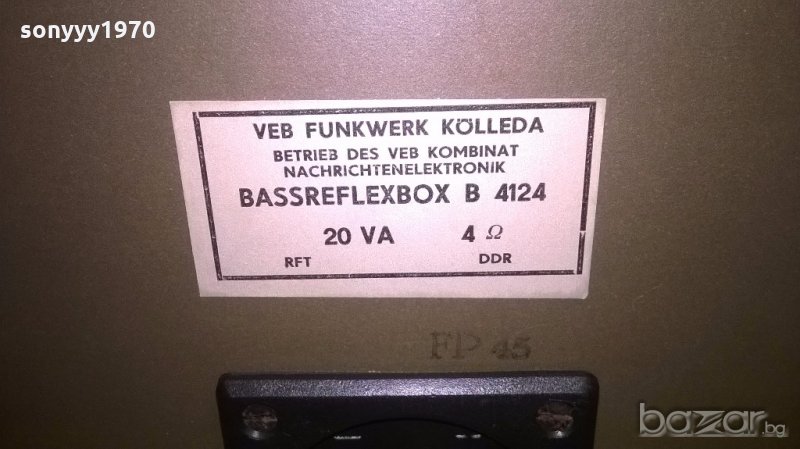 sonyyy1970
VEB FUNKWERK KÖLLEDA
BETRIEB DES VEB KOMBINAT
NACHRICHTENELEKTRONIK
BASSREFLEXBOX B 4124
20 VA 4 Ω
RFT DDR
FP 45
bazar.bg